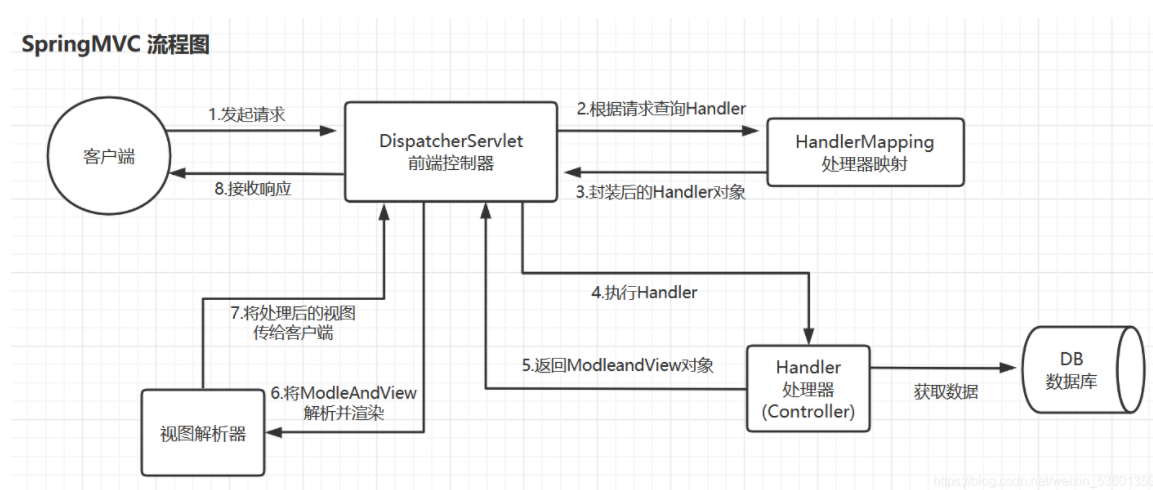 SpringMVC 流程图
1.发起请求
2.根据请求查询Handler
客户端
DispatcherServlet
前端控制器
HandlerMapping
处理器映射
8.接收响应
3.封装后的Handler对象
4.执行Handler
7.将处理后的视图
传给客户端
5.返回ModleandView对象
6.将ModleAndView
解析并渲染
视图解析器
Handler
处理器
(Controller)
获取数据
DB
数据库